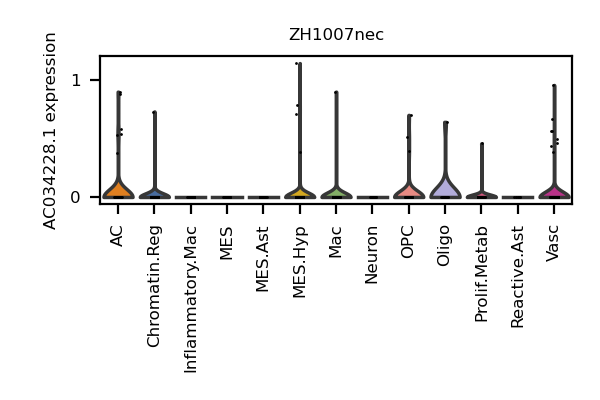 ZH1007nec
AC034228.1 expression
1
0
AC
Chromatin.Reg
Inflammatory.Mac
MES
MES.Ast
MES.Hyp
Mac
Neuron
OPC
Oligo
Prolif.Metab
Reactive.Ast
Vasc